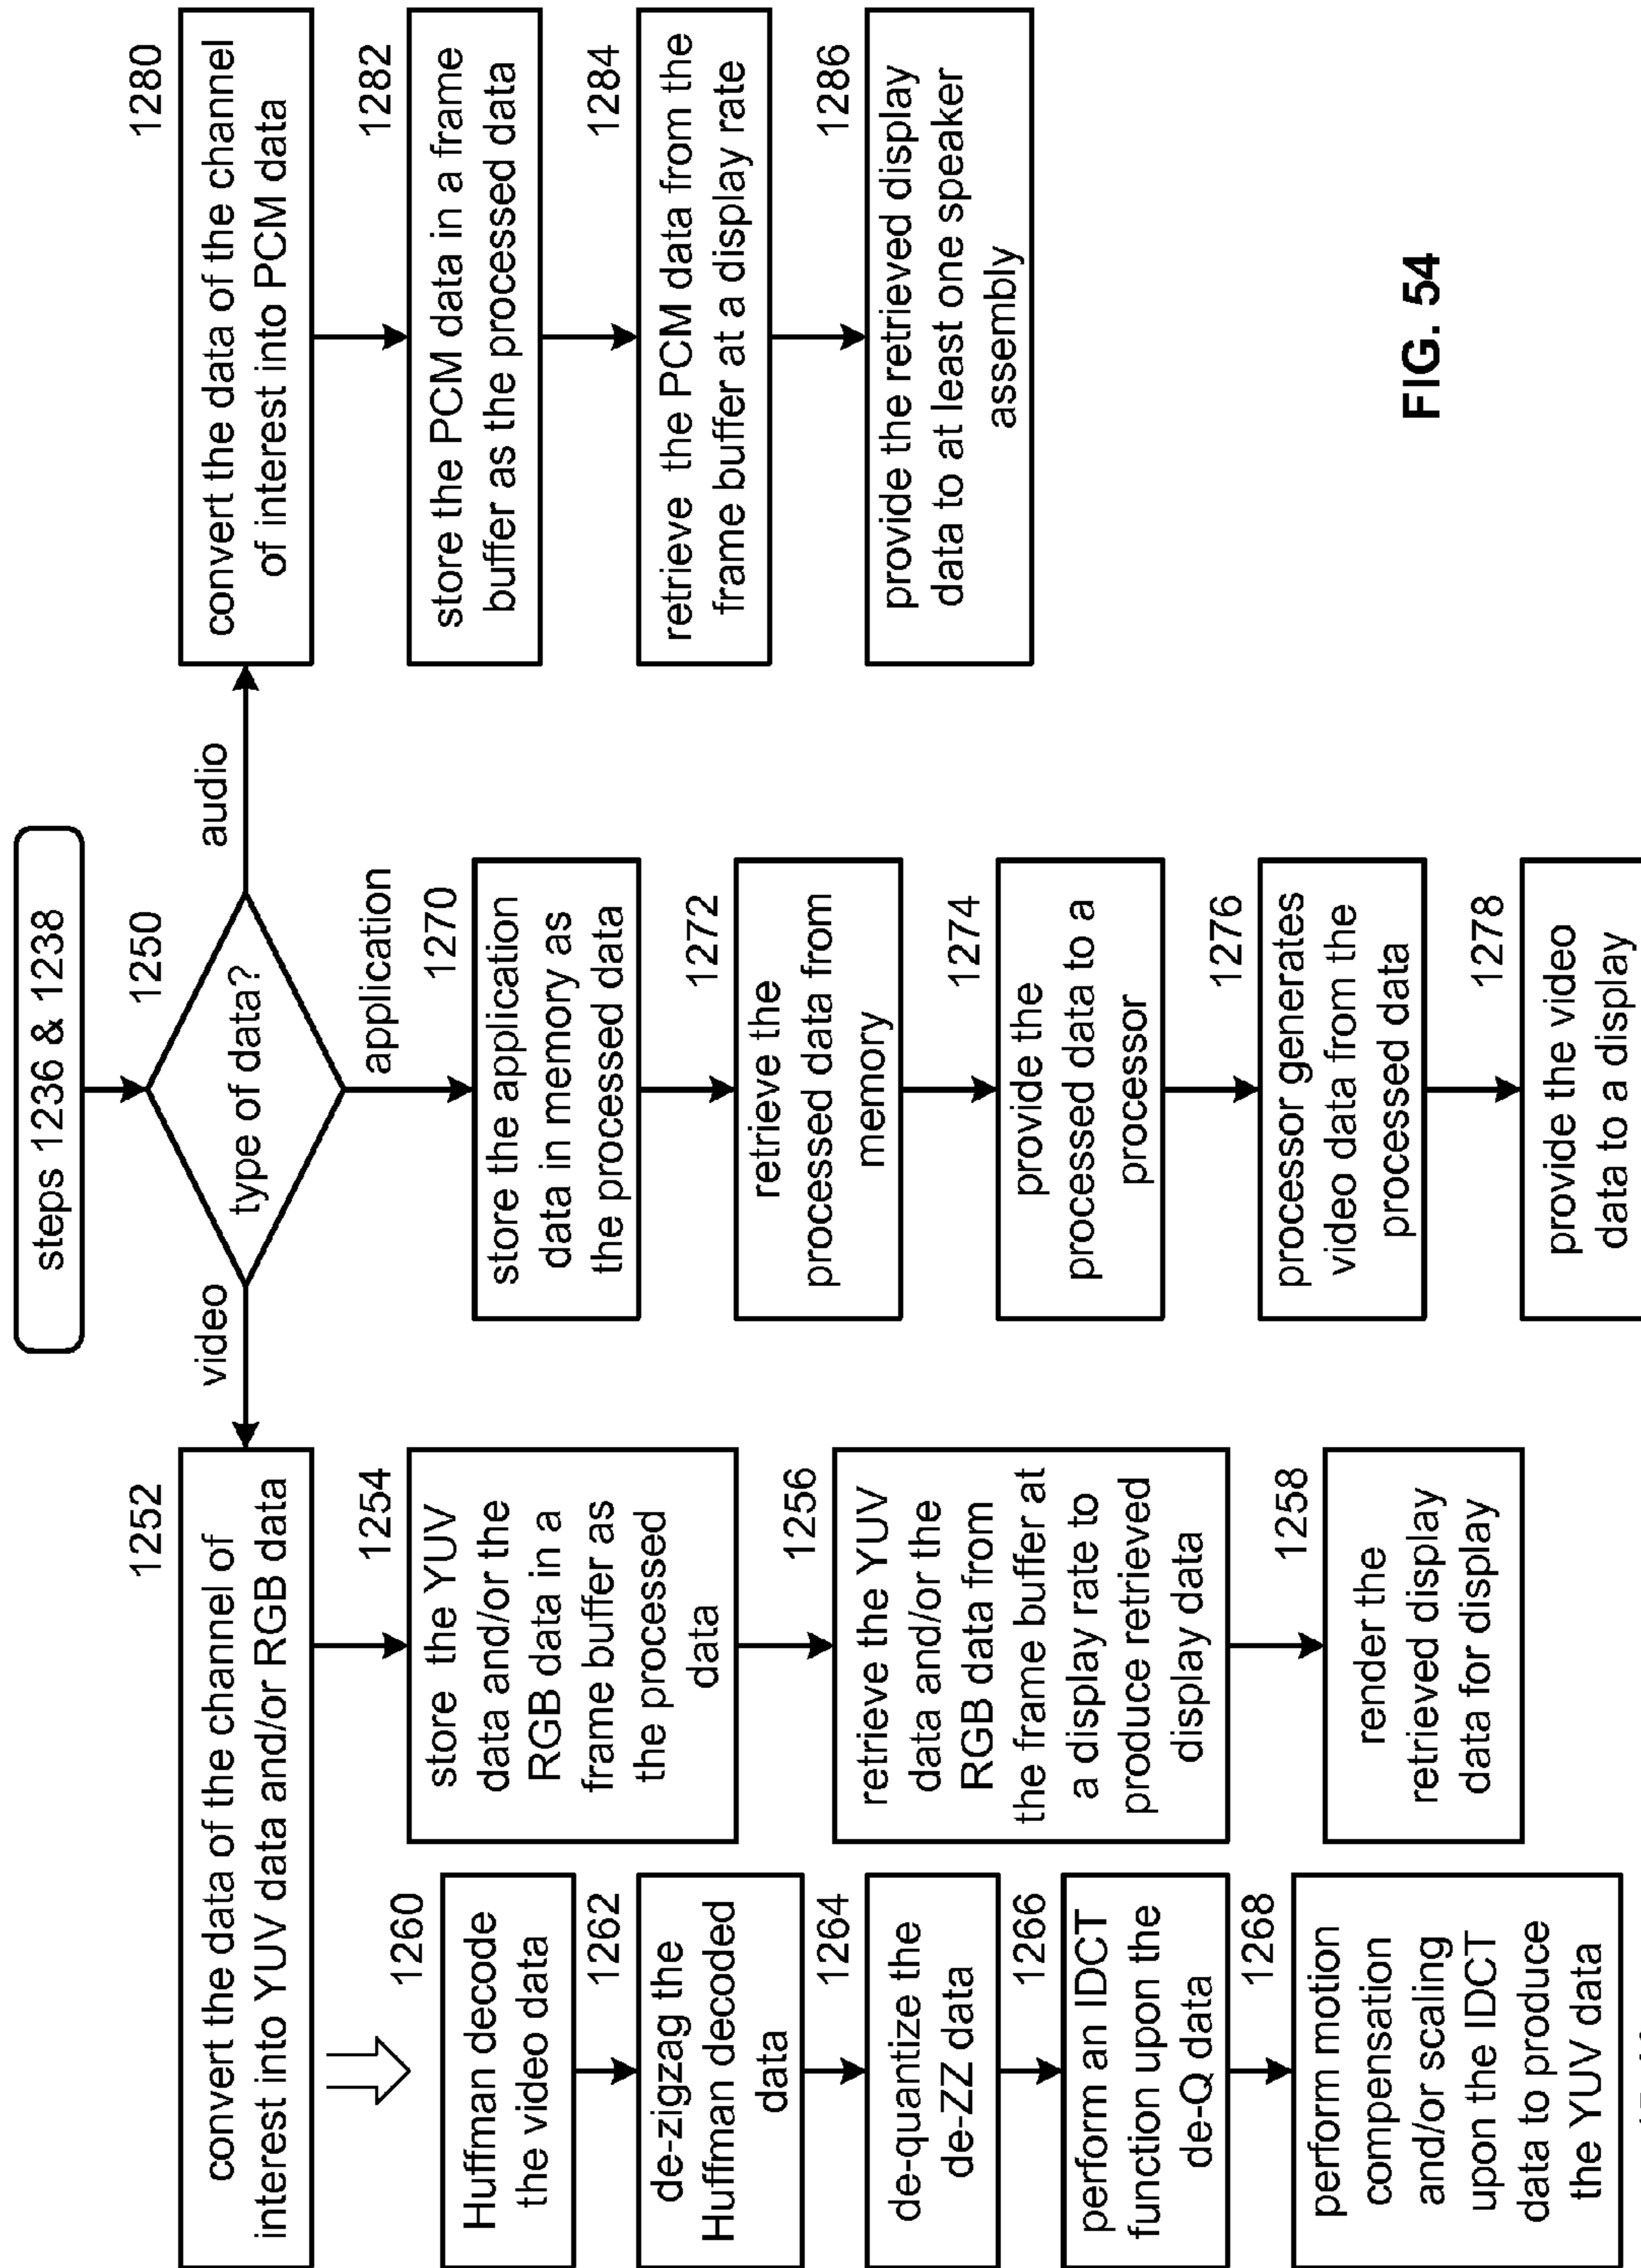 steps 1236 & 1238
1250
type of data?
video
application
audio
1252
convert the data of the channel of
interest into YUV data and/or RGB data
1254
store the YUV
data and/or the
RGB data in a
frame buffer as
the processed
data
1256
retrieve the YUV
data and/or the
RGB data from
the frame buffer at
a display rate to
produce retrieved
display data
1258
render the
retrieved display
data for display
1260
Huffman decode
the video data
1262
de-zigzag the
Huffman decoded
data
1264
de-quantize the
de-ZZ data
1266
perform an IDCT
function upon the
de-Q data
1268
perform motion
compensation
and/or scaling
upon the IDCT
data to produce
the YUV data
1270
store the application
data in memory as
the processed data
1272
retrieve the
processed data from
memory
1274
provide the
processed data to a
processor
1276
processor generates
video data from the
processed data
1278
provide the video
data to a display
1280
convert the data of the channel
of interest into PCM data
1282
store the PCM data in a frame
buffer as the processed data
1284
retrieve the PCM data from the
frame buffer at a display rate
1286
provide the retrieved display
data to at least one speaker
assembly
FIG. 54